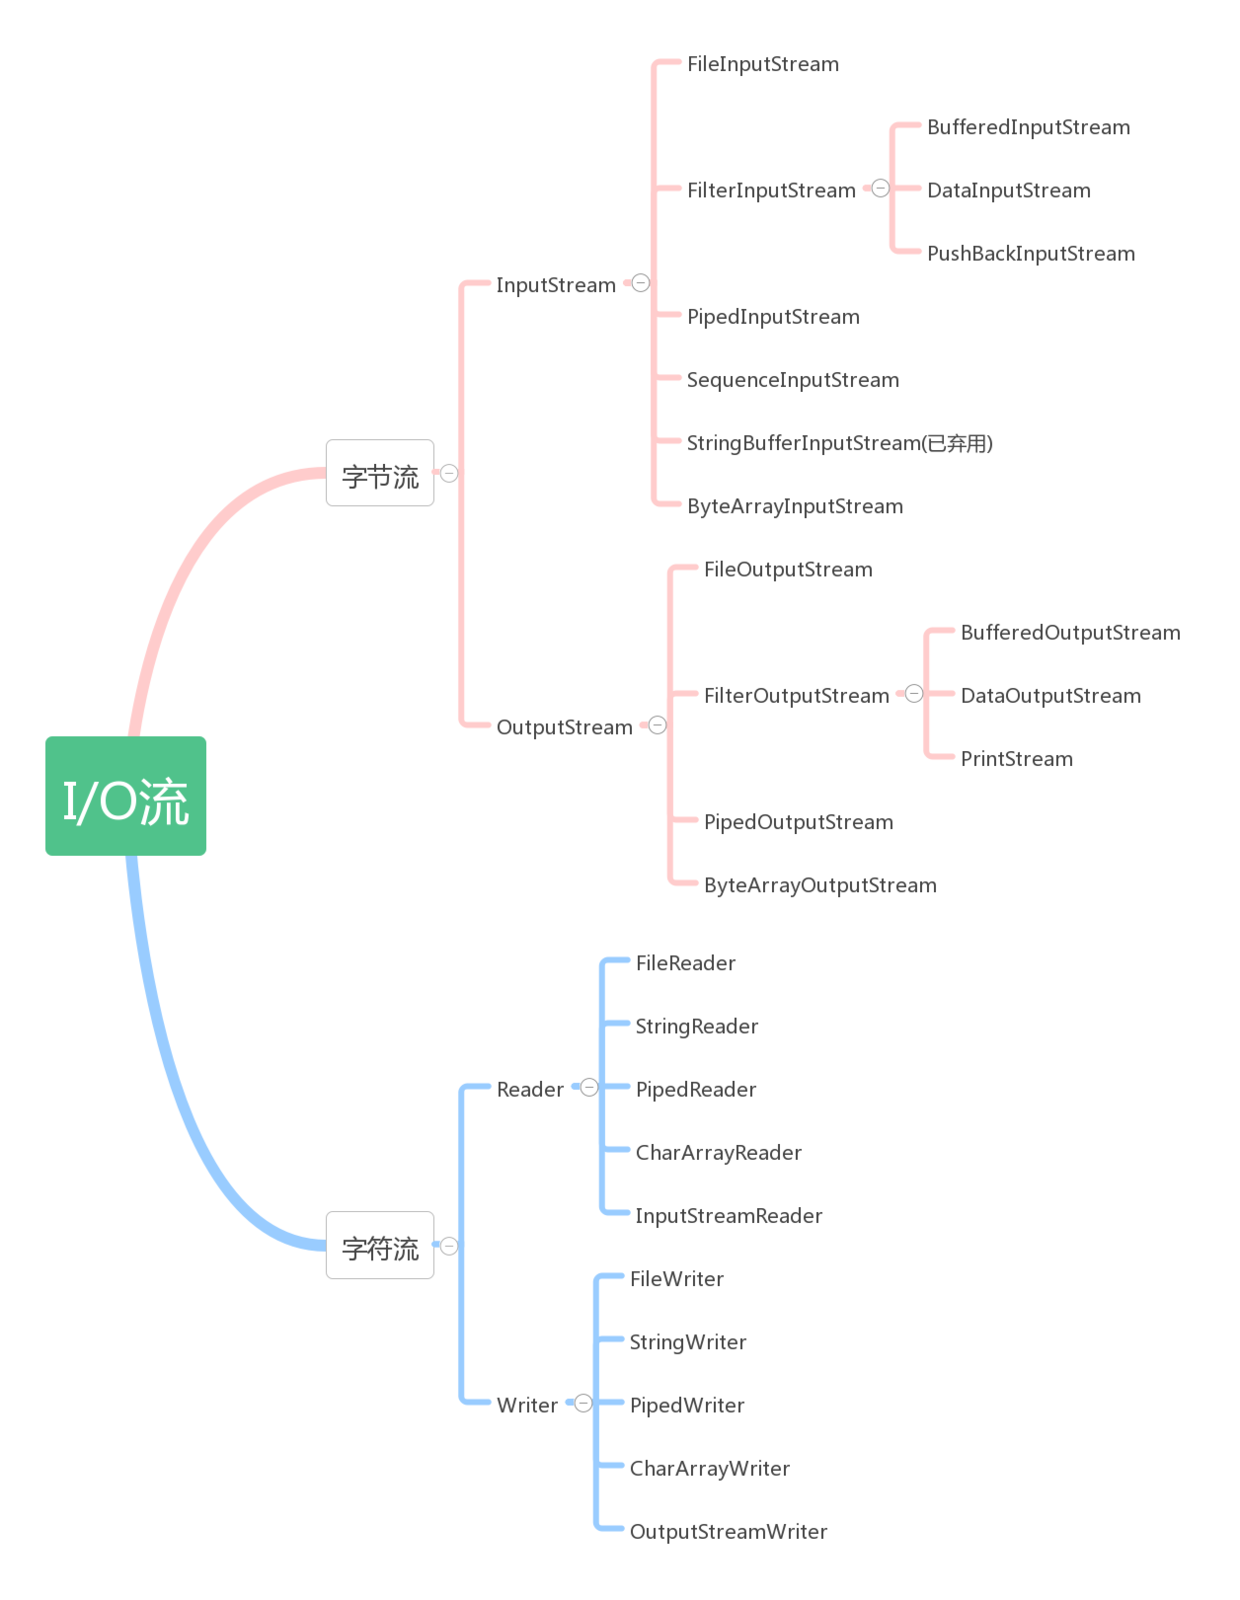 I/O流
字节流
InputStream
FileInputStream
FilterInputStream
BufferedInputStream
DataInputStream
PushBackInputStream
PipedInputStream
SequenceInputStream
StringBufferInputStream(已弃用)
ByteArrayInputStream
OutputStream
FileOutputStream
FilterOutputStream
BufferedOutputStream
DataOutputStream
PrintStream
PipedOutputStream
ByteArrayOutputStream
字符流
Reader
FileReader
StringReader
PipedReader
CharArrayReader
InputStreamReader
Writer
FileWriter
StringWriter
PipedWriter
CharArrayWriter
OutputStreamWriter